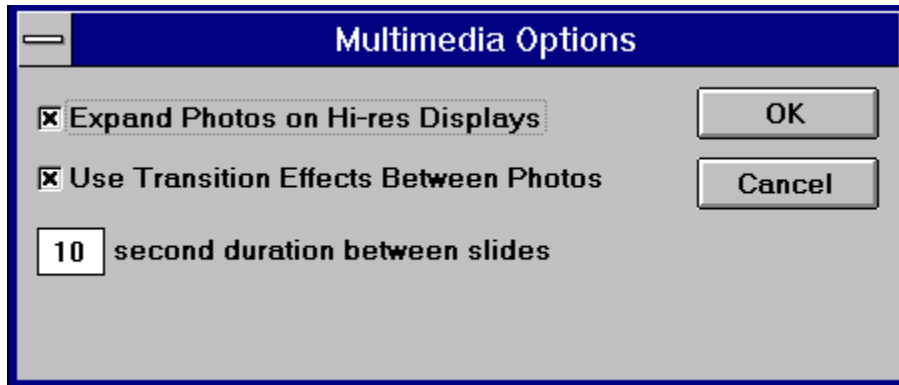 Multimedia Options
Expand Photos on Hi-res Displays
OK
Use Transition Effects Between Photos
Cancel
10 second duration between slides